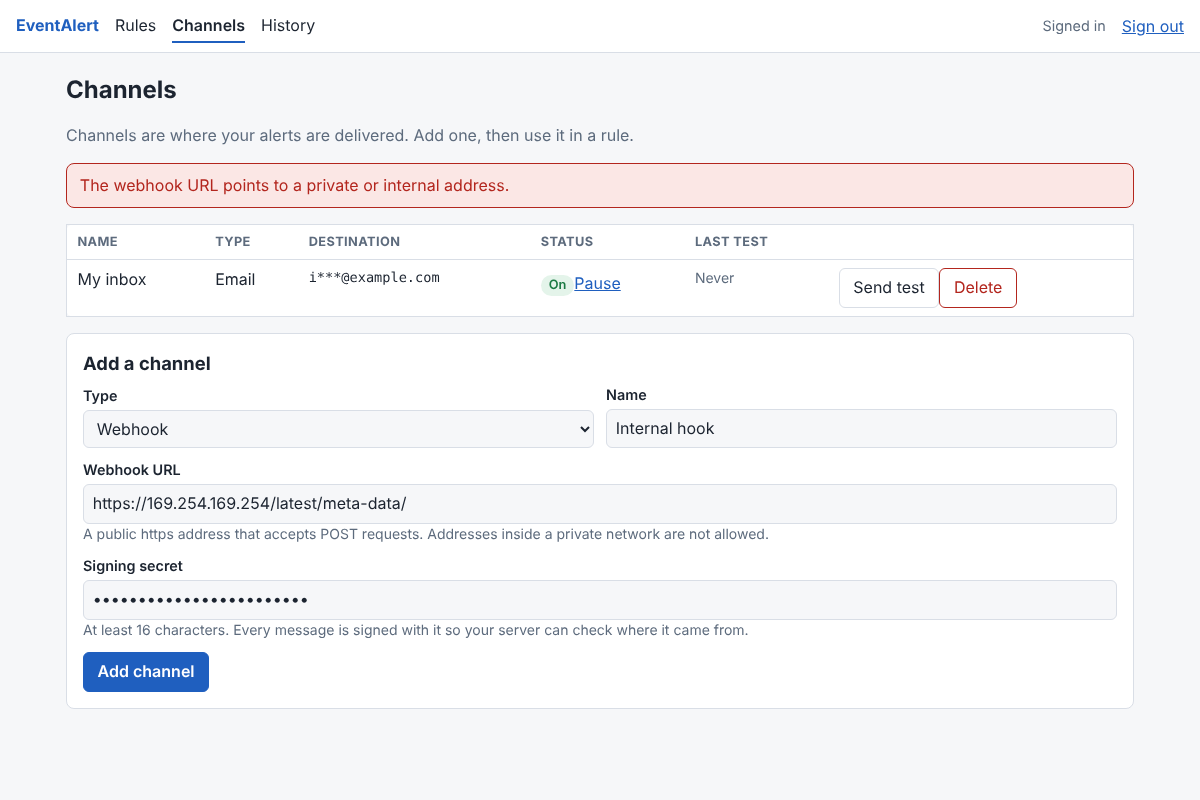 EventAlert Rules Channels History Signed in Sign out
Channels
Channels are where your alerts are delivered. Add one, then use it in a rule.
The webhook URL points to a private or internal address.
NAME TYPE DESTINATION STATUS LAST TEST
My inbox Email i***@example.com On Pause Never Send test Delete
Add a channel
Type Name
Webhook Internal hook
Webhook URL
https://169.254.169.254/latest/meta-data/
A public https address that accepts POST requests. Addresses inside a private network are not allowed.
Signing secret
••••••••••••••••••••••••
At least 16 characters. Every message is signed with it so your server can check where it came from.
Add channel